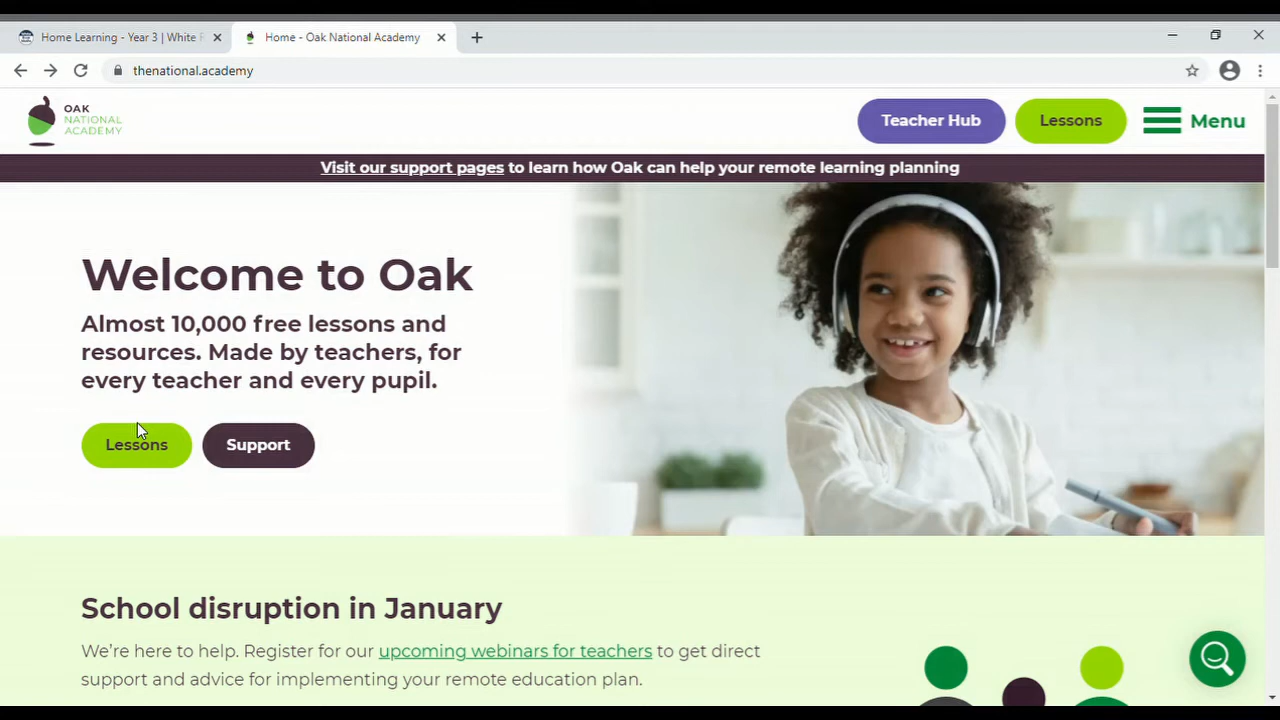 Home Learning - Year 3 | White
Home - Oak National Academy
thenational.academy
OAK
NATIONAL
ACADEMY
Teacher Hub
Lessons
Menu
Visit our support pages to learn how Oak can help your remote learning planning
Welcome to Oak
Almost 10,000 free lessons and
resources. Made by teachers, for
every teacher and every pupil.
Lessons
Support
School disruption in January
We're here to help. Register for our upcoming webinars for teachers to get direct
support and advice for implementing your remote education plan.